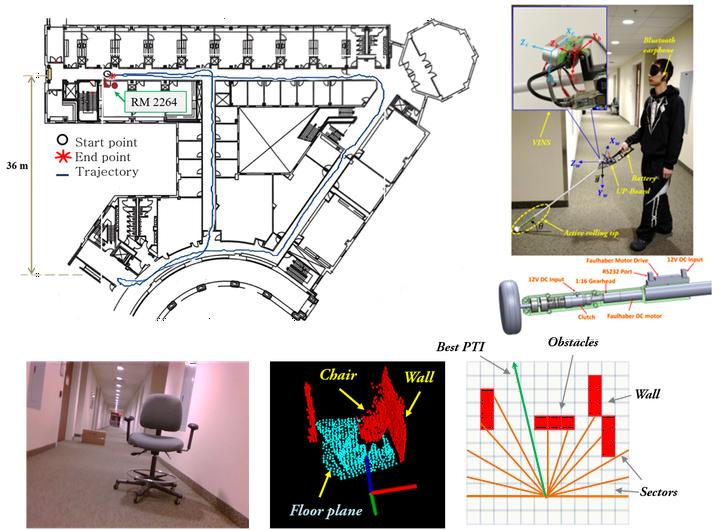 RM 2264
36 m
Start point
End point
Trajectory
Bluetooth
earphone
VINS
Battery
UP-Board
Active rolling tip
Faulhaber Motor Drive
12V DC Input
RS232 Port
12V DC Input
1:16 Gearhead
Clutch
Faulhaber DC motor
Chair
Wall
Floor plane
Best PTI
Obstacles
Wall
Sectors